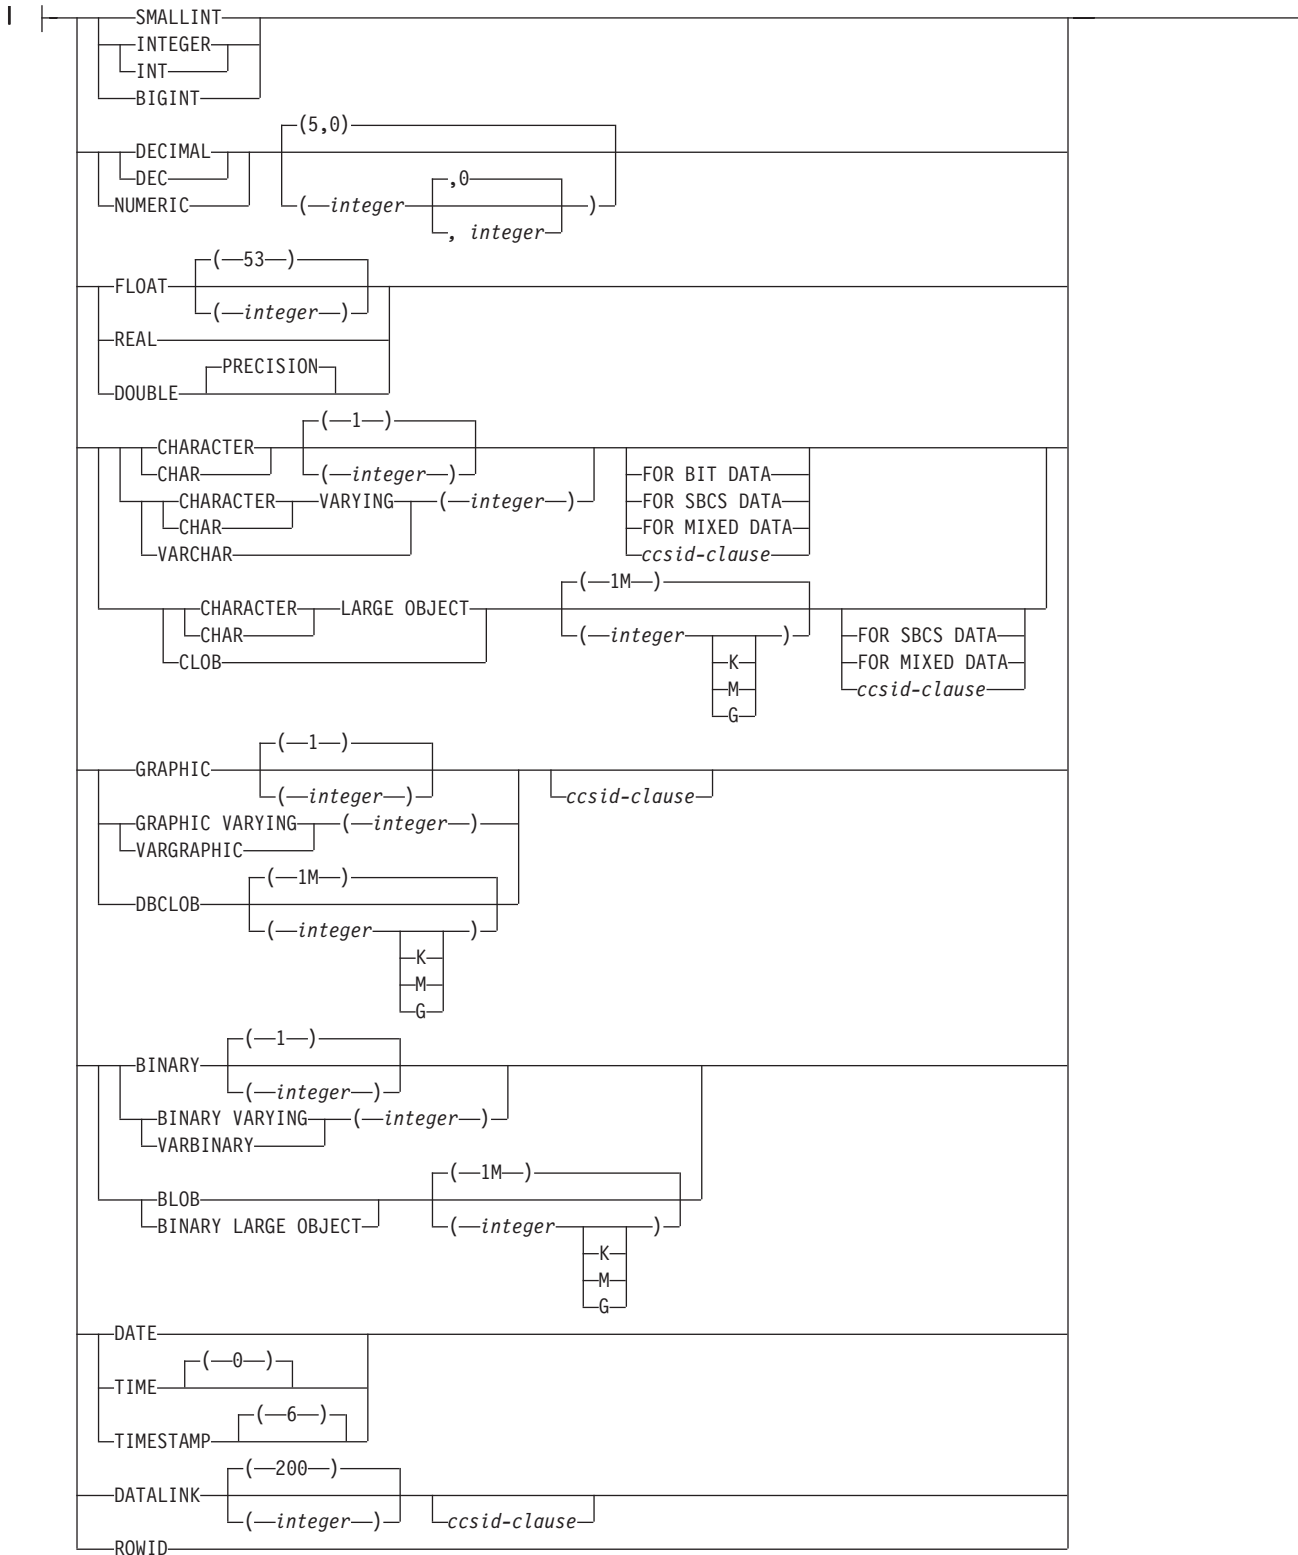 SMALLINT
INTEGER
INT
BIGINT
(5,0)
DECIMAL
DEC
,0
NUMERIC ( integer )
, integer
( 53 )
FLOAT
( integer )
REAL
PRECISION
DOUBLE
( 1 )
CHARACTER
CHAR ( integer ) FOR BIT DATA
CHARACTER VARYING ( integer ) FOR SBCS DATA
CHAR FOR MIXED DATA
VARCHAR ccsid-clause
( 1M )
CHARACTER LARGE OBJECT
CHAR ( integer ) FOR SBCS DATA
CLOB K FOR MIXED DATA
M ccsid-clause
G
( 1 )
GRAPHIC
( integer ) ccsid-clause
GRAPHIC VARYING ( integer )
VARGRAPHIC
( 1M )
DBCLOB
( integer )
K
M
G
( 1 )
BINARY
( integer )
BINARY VARYING ( integer )
VARBINARY
( 1M )
BLOB
BINARY LARGE OBJECT ( integer )
K
M
G
DATE
( 0 )
TIME
( 6 )
TIMESTAMP
( 200 )
DATALINK
( integer ) ccsid-clause
ROWID